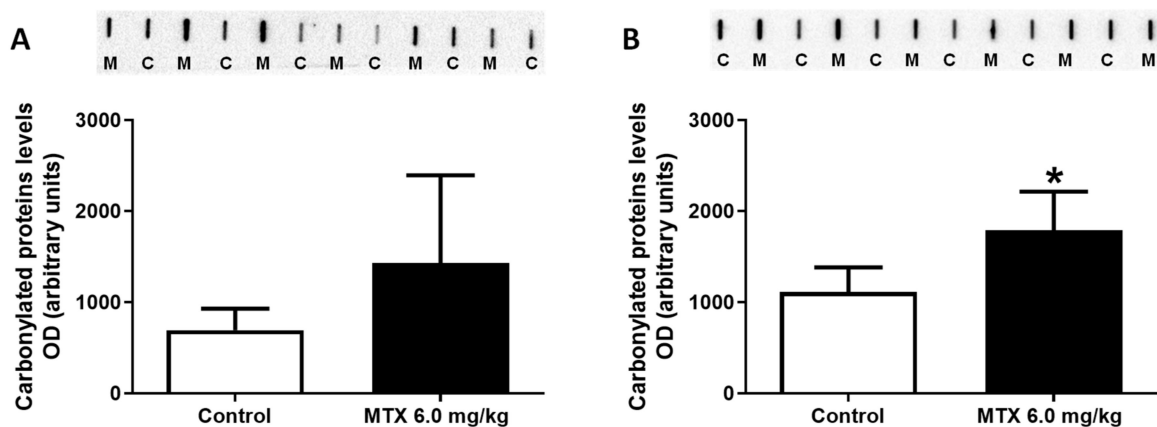 A
M C M C M C M C M C M C
Carbonylated proteins levels
OD (arbitrary units)
3000
2000
1000
0
Control MTX 6.0 mg/kg
B
C M C M C M C M C M C M
Carbonylated proteins levels
OD (arbitrary units)
3000
2000
*
1000
0
Control MTX 6.0 mg/kg